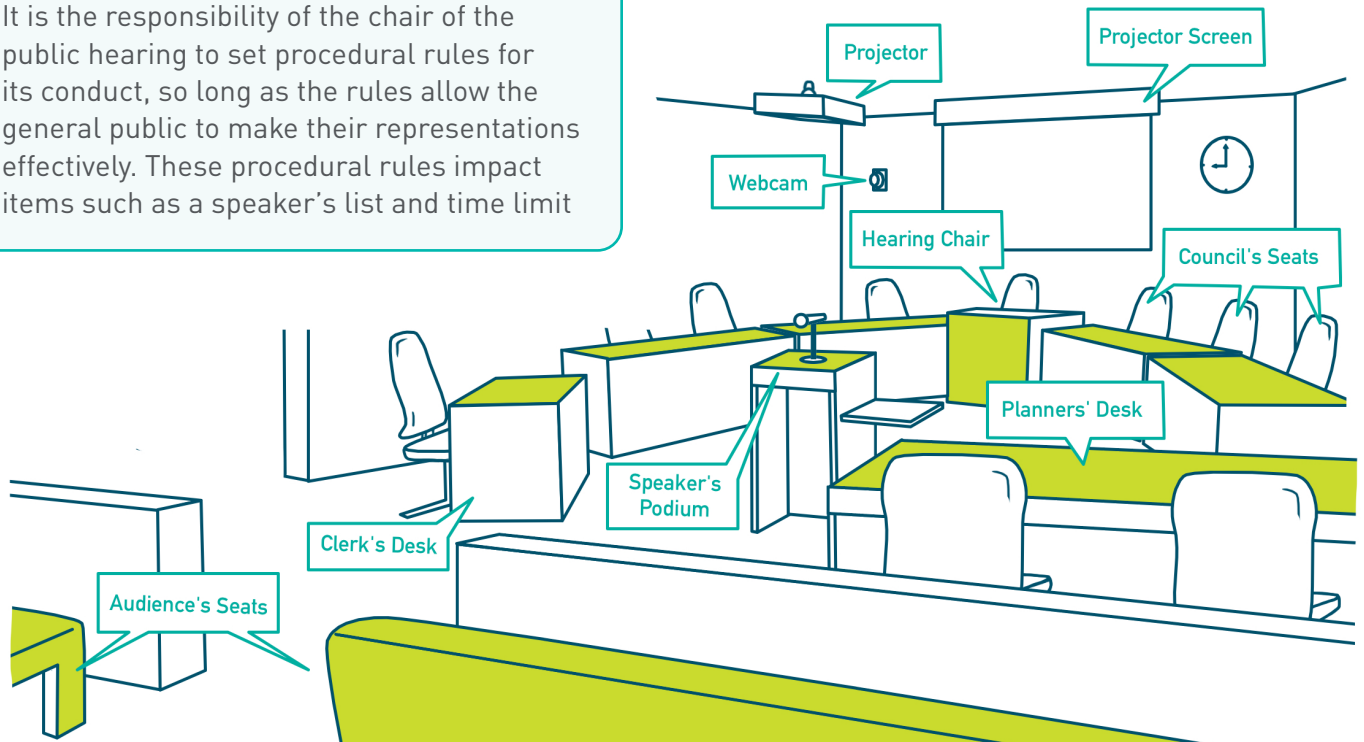 It is the responsibility of the chair of the
public hearing to set procedural rules for
its conduct, so long as the rules allow the
general public to make their representations
effectively. These procedural rules impact
items such as a speaker’s list and time limit
Projector
Projector Screen
Webcam
Hearing Chair
Council's Seats
Planners' Desk
Speaker's
Podium
Clerk's Desk
Audience's Seats